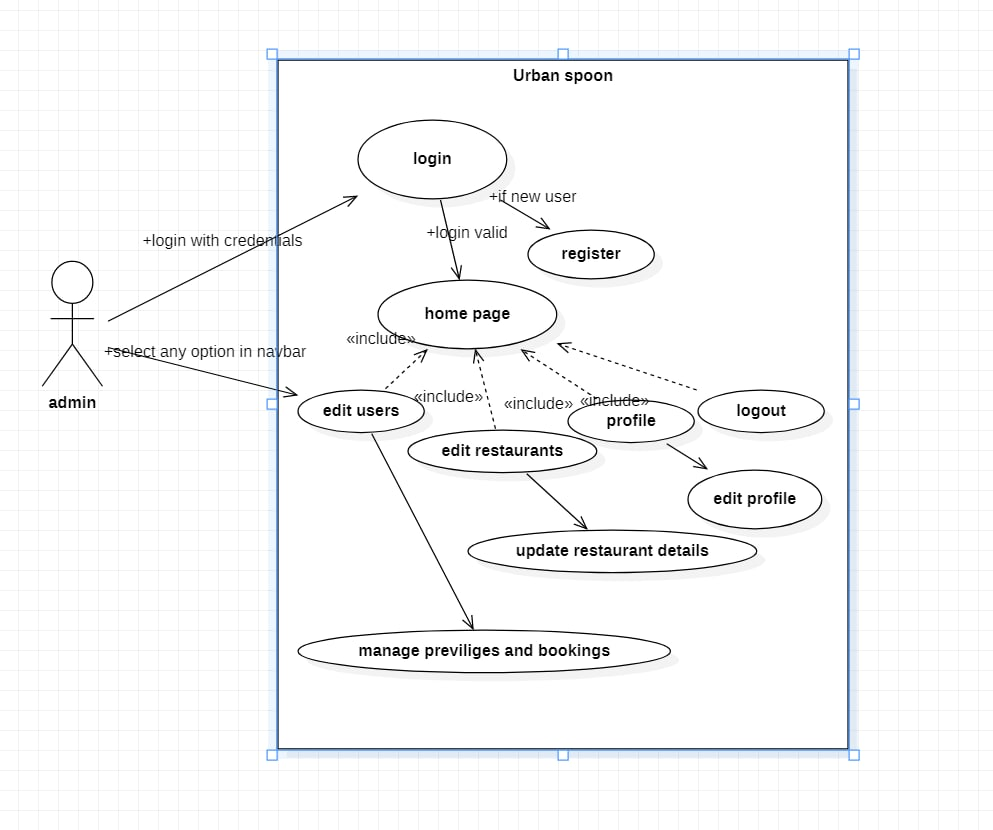 Urban spoon
login
+if new user
+login with credentials
+login valid
register
home page
«include»
+select any option in navbar
admin
edit users
«include»
«include»
«include»
profile
logout
edit restaurants
edit profile
update restaurant details
manage previliges and bookings